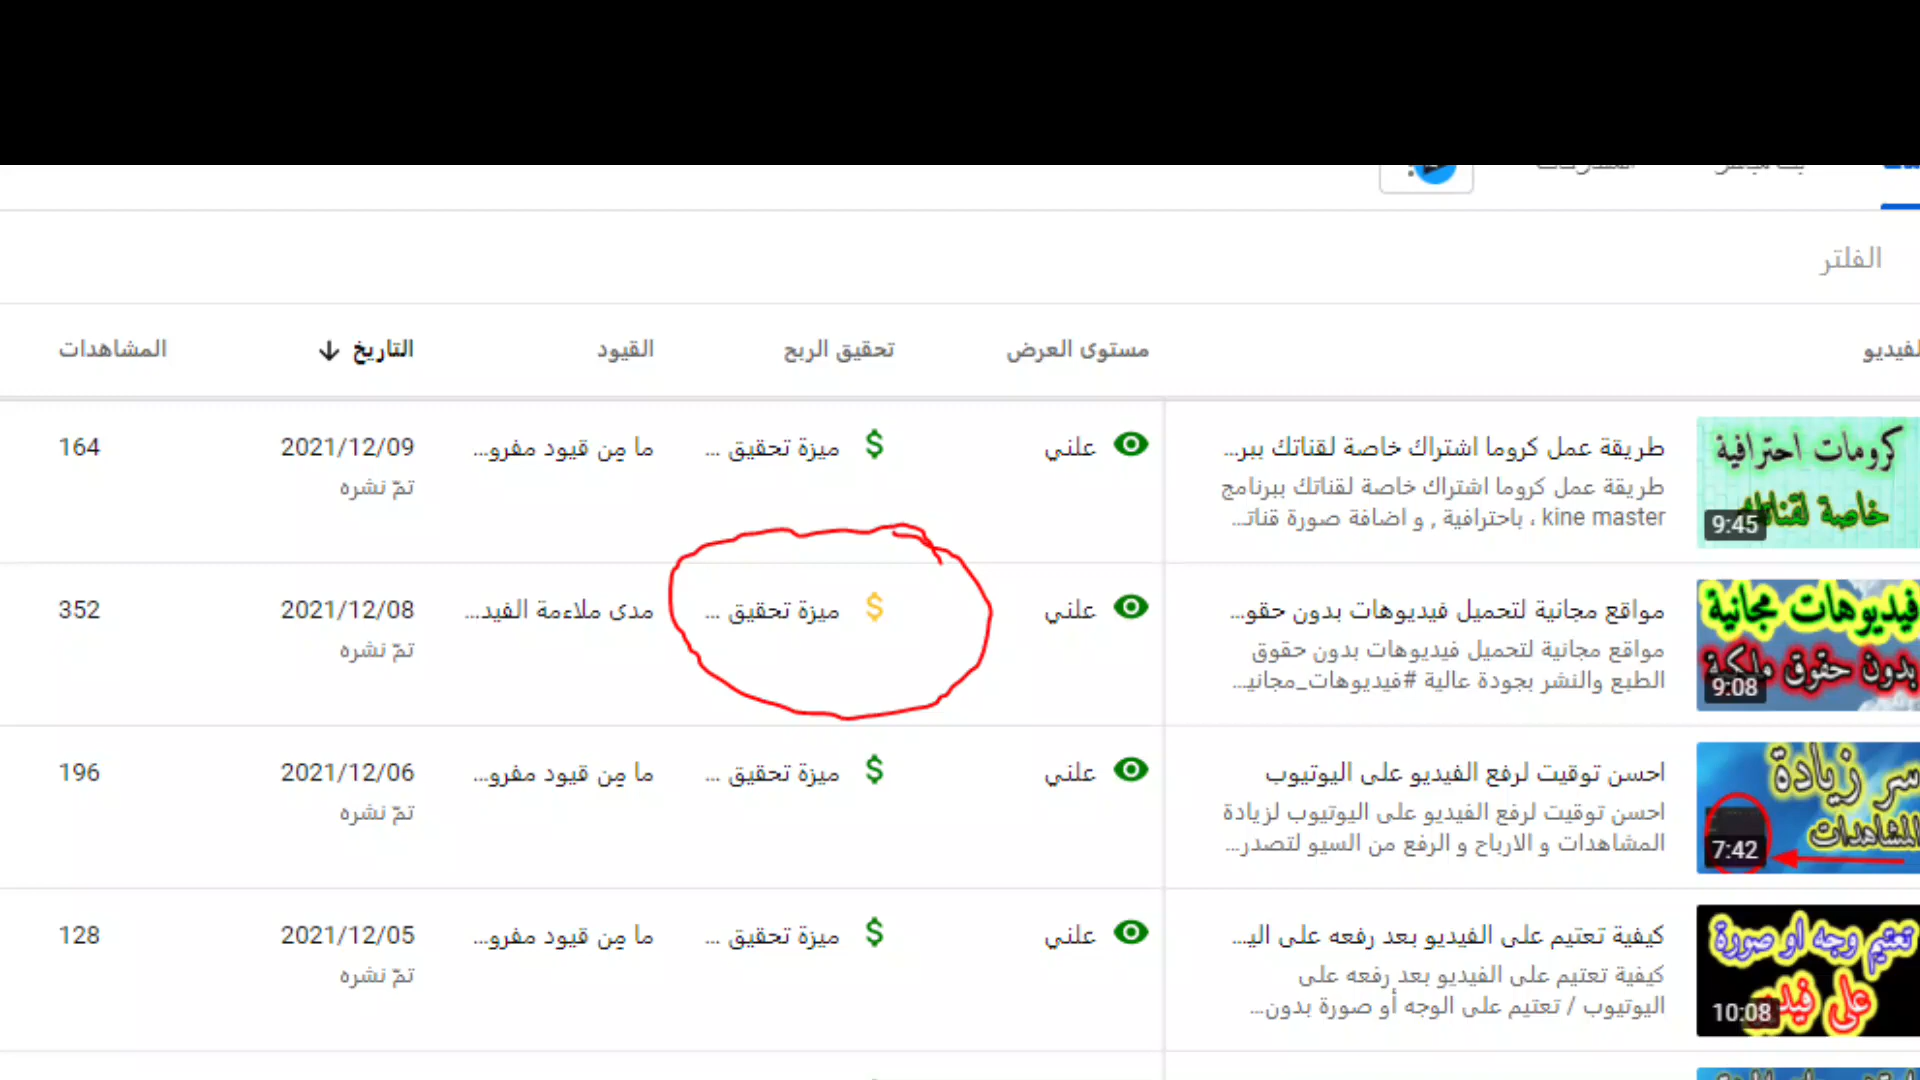 الفلتر
الفيديو
مستوى العرض
تحقيق الربح
القيود
التاريخ
المشاهدات
كرومات احترافية
خاصة لقناتك
9:45
طريقة عمل كروما اشتراك خاصة لقناتك ببر...
طريقة عمل كروما اشتراك خاصة لقناتك ببرنامج
kine master ، باحترافية , و اضافة صورة قناتـ...
علني
$ ميزة تحقيق ...
ما مِن قيود مفرو...
2021/12/09
تمّ نشره
164
فيديوهات مجانية
بدون حقوق ملكية
9:08
مواقع مجانية لتحميل فيديوهات بدون حقو...
مواقع مجانية لتحميل فيديوهات بدون حقوق
الطبع والنشر بجودة عالية #فيديوهات_مجانيـ...
علني
$ ميزة تحقيق ...
مدى ملاءمة الفيد...
2021/12/08
تمّ نشره
352
سر زيادة
المشاهدات
7:42
احسن توقيت لرفع الفيديو على اليوتيوب
احسن توقيت لرفع الفيديو على اليوتيوب لزيادة
المشاهدات و الارباح و الرفع من السيو لتصدر...
علني
$ ميزة تحقيق ...
ما مِن قيود مفرو...
2021/12/06
تمّ نشره
196
تعتيم وجه او صورة
على فيديو
10:08
كيفية تعتيم على الفيديو بعد رفعه على اليـ...
كيفية تعتيم على الفيديو بعد رفعه على
اليوتيوب / تعتيم على الوجه أو صورة بدون...
علني
$ ميزة تحقيق ...
ما مِن قيود مفرو...
2021/12/05
تمّ نشره
128